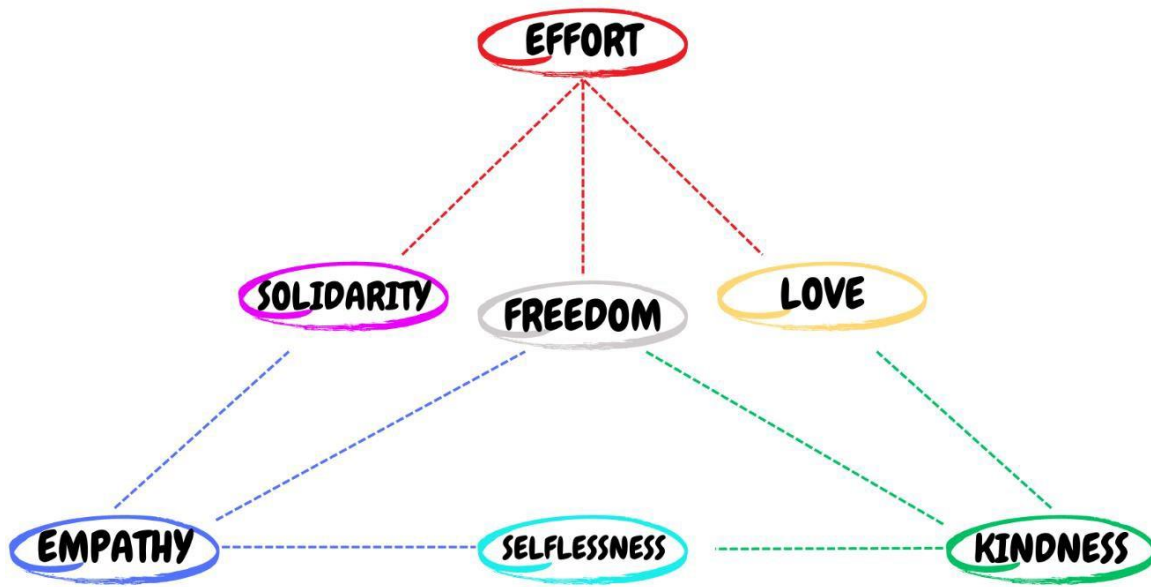 EFFORT
SOLIDARITY
FREEDOM
LOVE
EMPATHY
SELFLESSNESS
KINDNESS